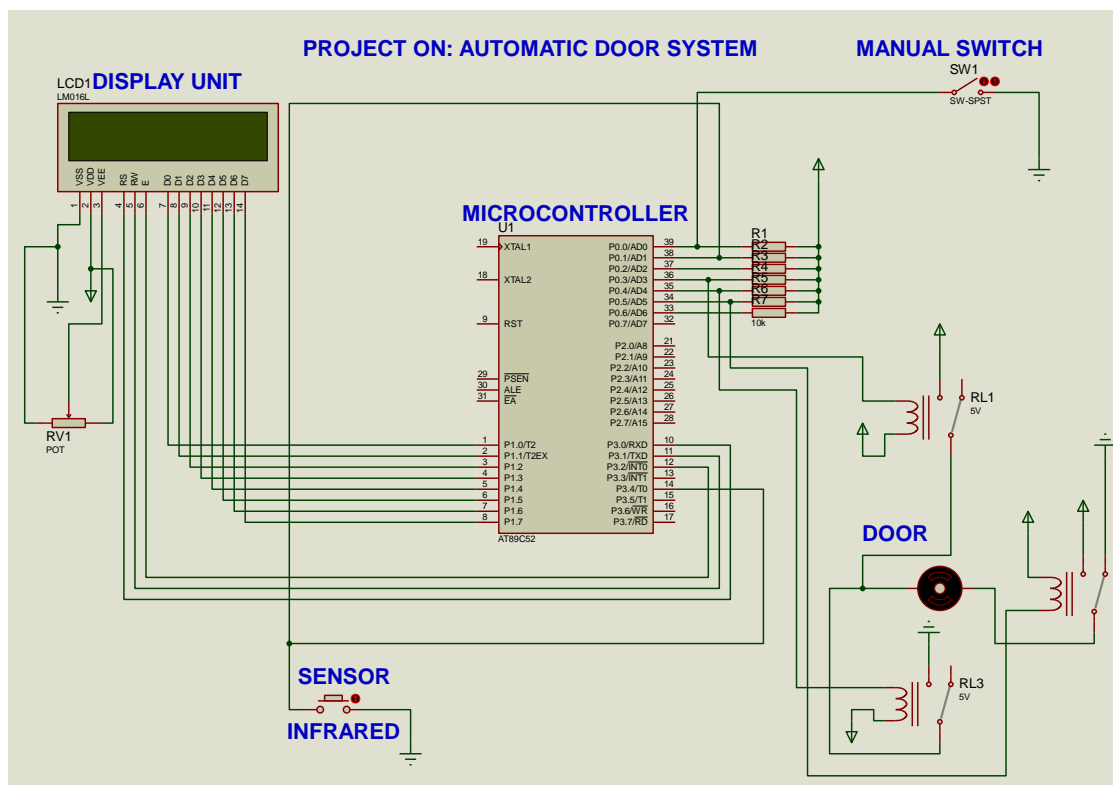 PROJECT ON: AUTOMATIC DOOR SYSTEM
MANUAL SWITCH
SW1
SW-SPST
LCD1
DISPLAY UNIT
LM016L
VSS VDD VEE RS RW E D0 D1 D2 D3 D4 D5 D6 D7
1 2 3 4 5 6 7 8 9 10 11 12 13 14
RV1
POT
MICROCONTROLLER
U1
19 XTAL1
18 XTAL2
9 RST
29 PSEN
30 ALE
31 EA
1 P1.0/T2
2 P1.1/T2EX
3 P1.2
4 P1.3
5 P1.4
6 P1.5
7 P1.6
8 P1.7
P0.0/AD0 39
P0.1/AD1 38
P0.2/AD2 37
P0.3/AD3 36
P0.4/AD4 35
P0.5/AD5 34
P0.6/AD6 33
P0.7/AD7 32
P2.0/A8 21
P2.1/A9 22
P2.2/A10 23
P2.3/A11 24
P2.4/A12 25
P2.5/A13 26
P2.6/A14 27
P2.7/A15 28
P3.0/RXD 10
P3.1/TXD 11
P3.2/INT0 12
P3.3/INT1 13
P3.4/T0 14
P3.5/T1 15
P3.6/WR 16
P3.7/RD 17
AT89C52
R1
R2
R3
R4
R5
R6
R7
10k
RL1
5V
DOOR
RL3
5V
SENSOR
INFRARED